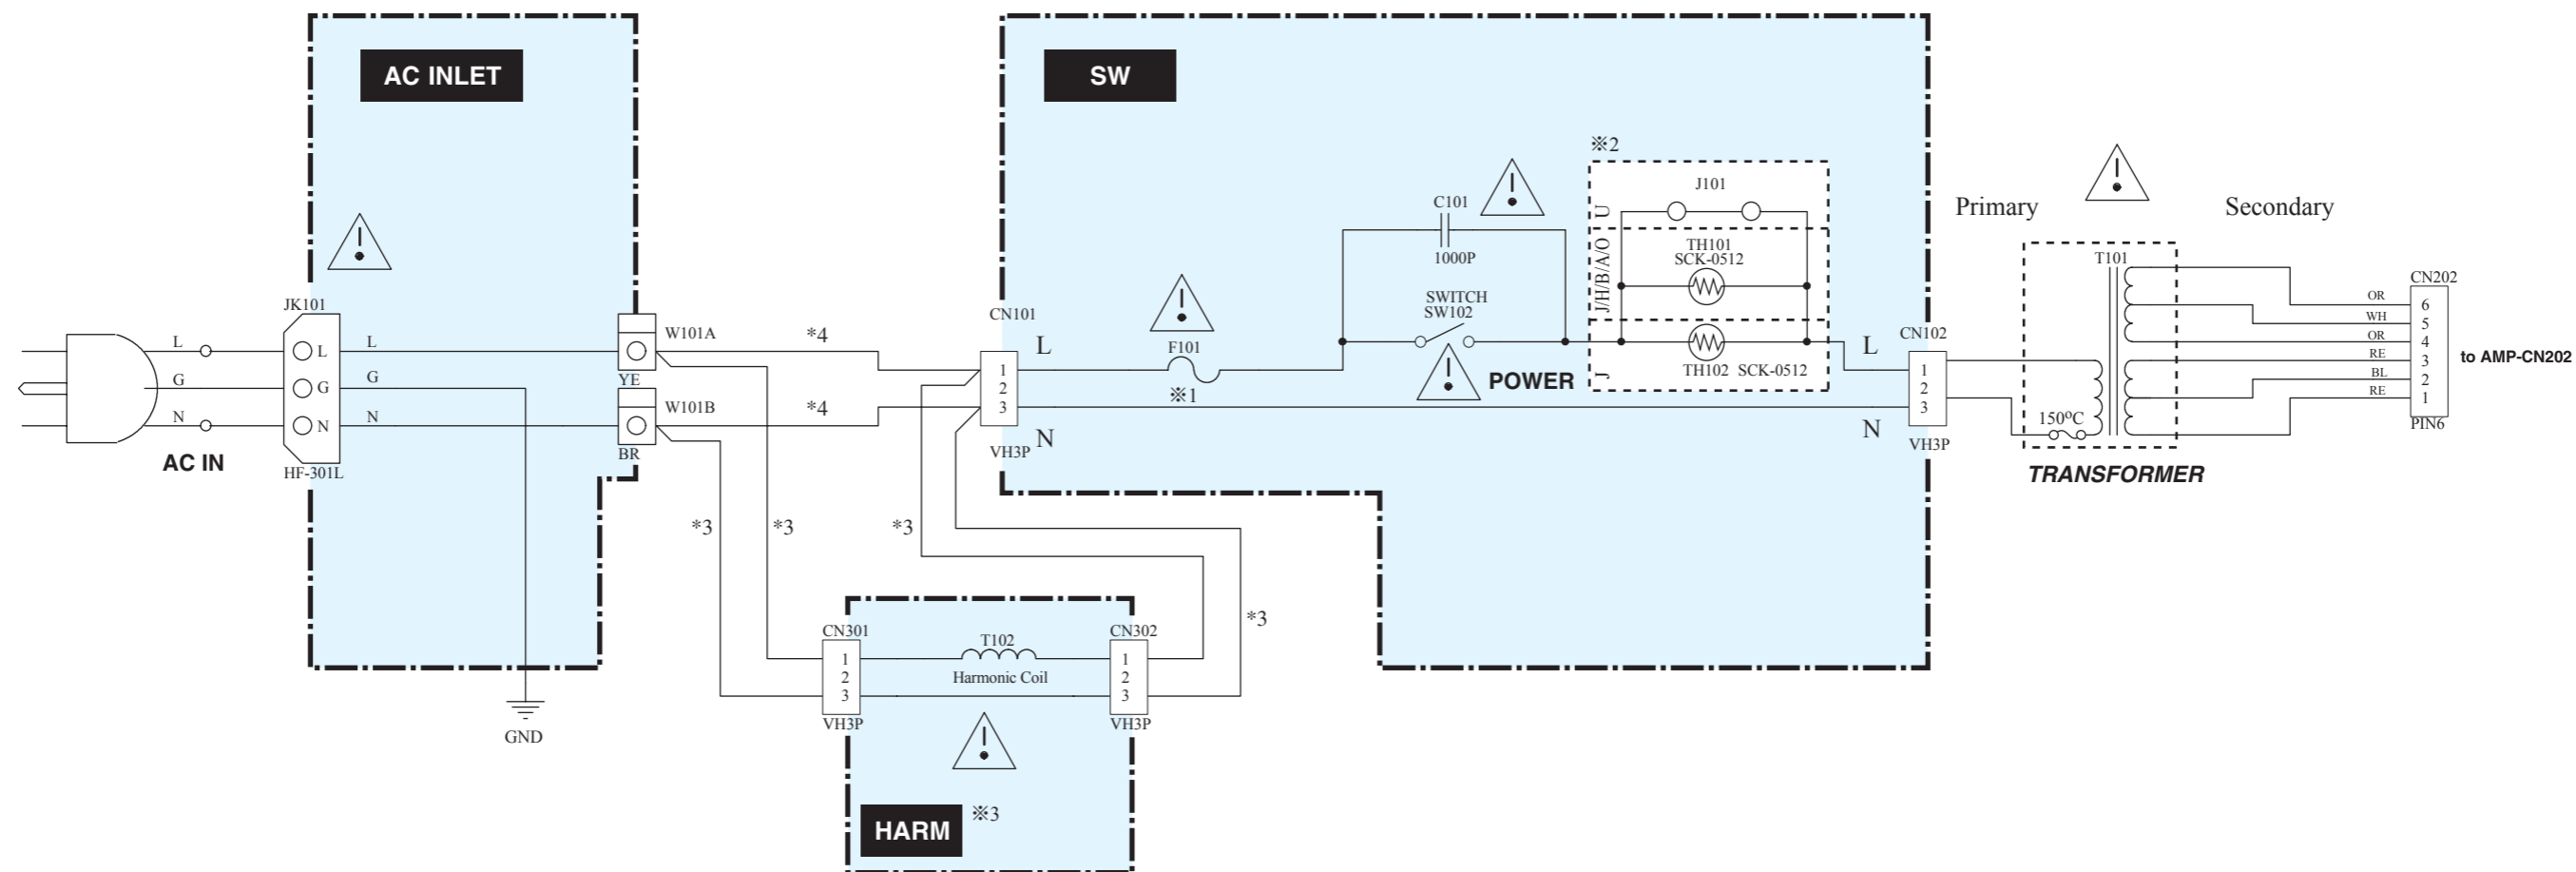 AC INLET
JK101
L
G
N
L
G
N
L
G
N
AC IN
HF-301L
W101A
YE
W101B
BR
GND
*4
*4
*3
*3
*3
*3
CN301
1
2
3
VH3P
T102
Harmonic Coil
CN302
1
2
3
VH3P
HARM
※3
SW
CN101
1
2
3
VH3P
L
N
F101
※1
C101
1000P
SWITCH
SW102
POWER
※2
U
J/H/B/A/O
J
J101
TH101
SCK-0512
TH102 SCK-0512
L
N
CN102
1
2
3
VH3P
Primary
Secondary
T101
150°C
TRANSFORMER
OR
WH
OR
RE
BL
RE
CN202
6
5
4
3
2
1
PIN6
to AMP-CN202